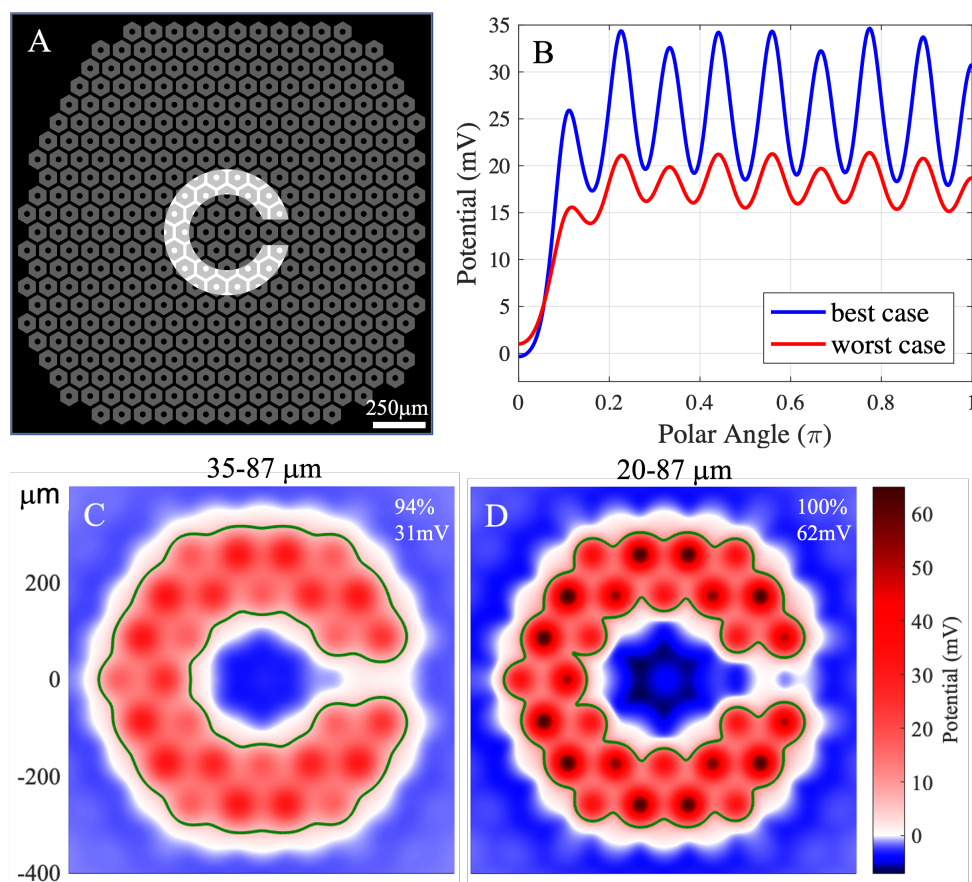 A
250μm
B
35
30
25
20
15
10
5
0
Potential (mV)
best case
worst case
0
0.2
0.4
0.6
0.8
1
Polar Angle (π)
35-87 μm
20-87 μm
μm
C
94%
31mV
200
0
-200
-400
D
100%
62mV
60
50
40
30
20
10
0
Potential (mV)